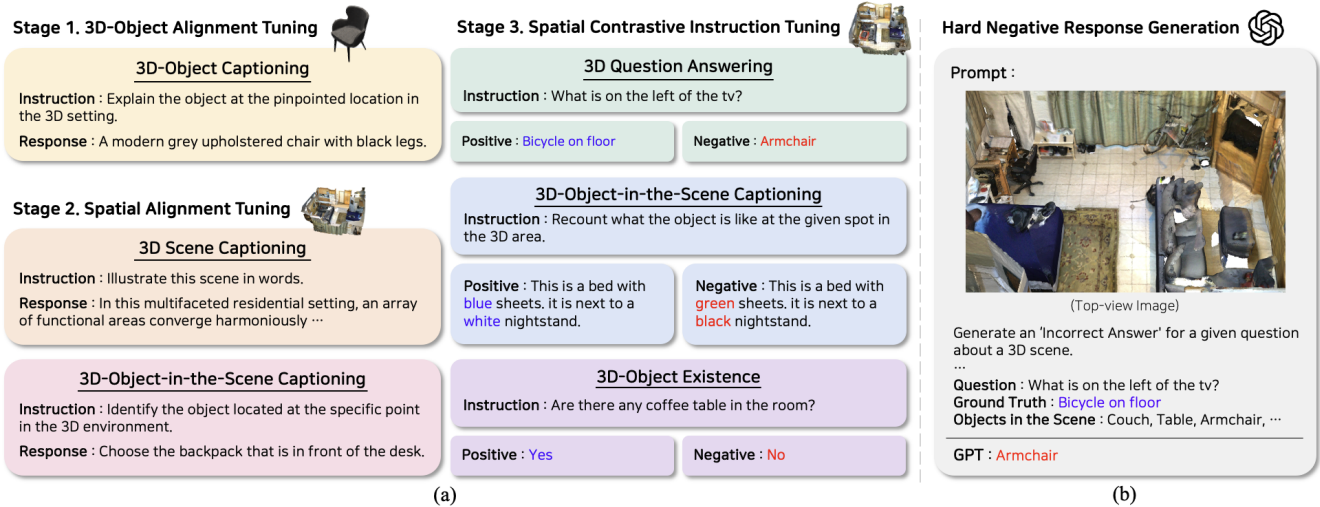 Stage 1. 3D-Object Alignment Tuning
3D-Object Captioning
Instruction : Explain the object at the pinpointed location in
the 3D setting.
Response : A modern grey upholstered chair with black legs.
Stage 2. Spatial Alignment Tuning
3D Scene Captioning
Instruction : Illustrate this scene in words.
Response : In this multifaceted residential setting, an array
of functional areas converge harmoniously ⋯
3D-Object-in-the-Scene Captioning
Instruction : Identify the object located at the specific point
in the 3D environment.
Response : Choose the backpack that is in front of the desk.
Stage 3. Spatial Contrastive Instruction Tuning
3D Question Answering
Instruction : What is on the left of the tv?
Positive : Bicycle on floor
Negative : Armchair
3D-Object-in-the-Scene Captioning
Instruction : Recount what the object is like at the given spot in
the 3D area.
Positive : This is a bed with
blue sheets. it is next to a
white nightstand.
Negative : This is a bed with
green sheets. it is next to a
black nightstand.
3D-Object Existence
Instruction : Are there any coffee table in the room?
Positive : Yes
Negative : No
(a)
Hard Negative Response Generation
Prompt :
(Top-view Image)
Generate an 'Incorrect Answer' for a given question
about a 3D scene.
⋯
Question : What is on the left of the tv?
Ground Truth : Bicycle on floor
Objects in the Scene : Couch, Table, Armchair, ⋯
GPT : Armchair
(b)